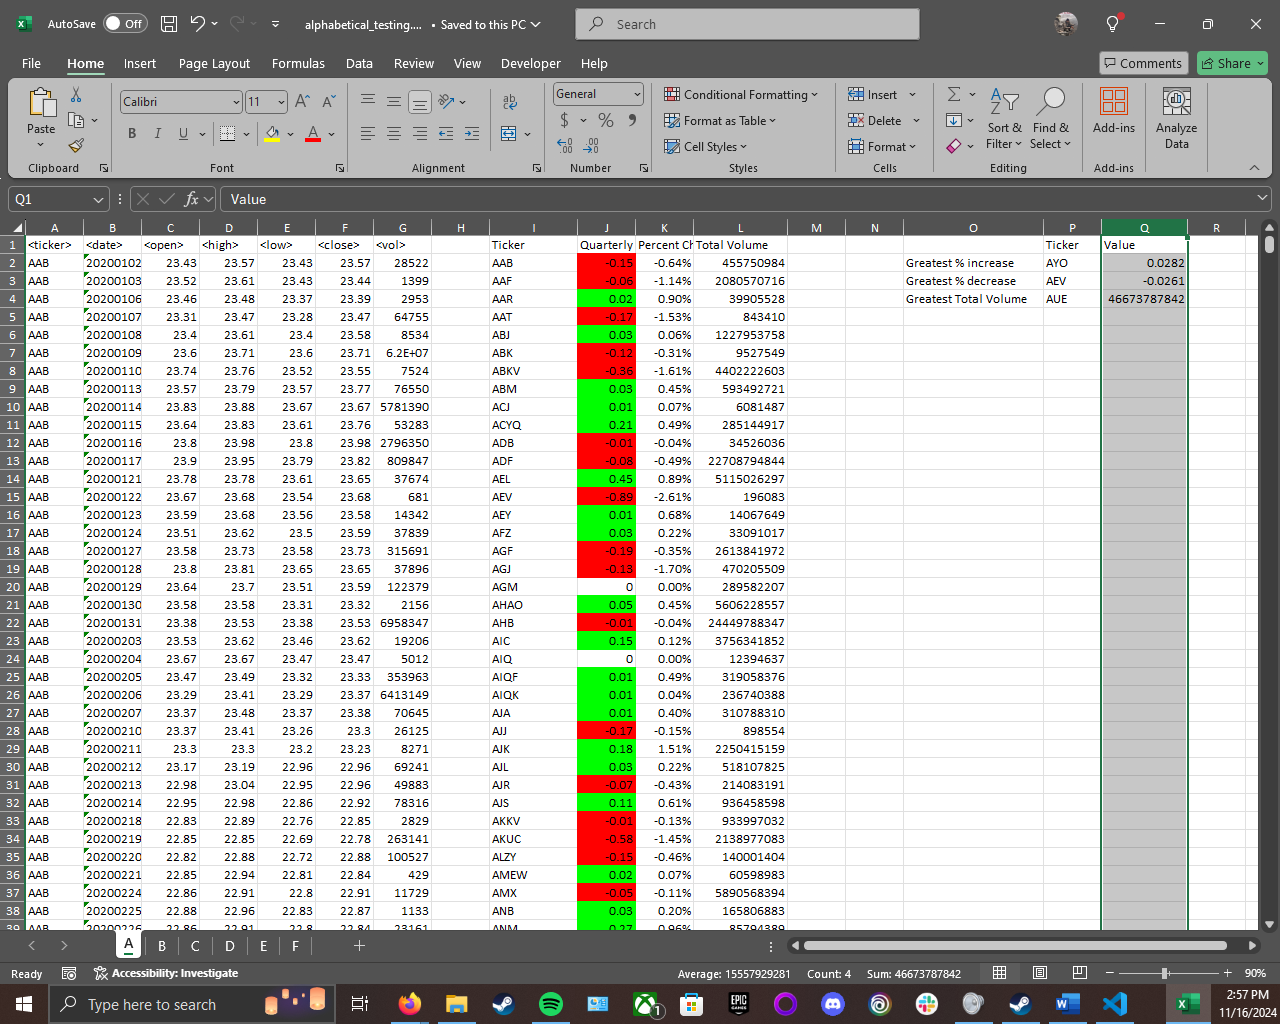 AutoSave Off alphabetical_testing.... • Saved to this PC Search
File Home Insert Page Layout Formulas Data Review View Developer Help Comments Share
Paste Calibri 11 General Conditional Formatting Insert Sort & Find & Add-ins Analyze
B I U $ % Format as Table Delete Filter Select Data
Cell Styles Format
Clipboard Font Alignment Number Styles Cells Editing Add-ins
Q1 fx Value
A B C D E F G H I J K L M N O P Q R
1 <ticker> <date> <open> <high> <low> <close> <vol> Ticker Quarterly Percent Ch Total Volume Ticker Value
2 AAB 20200102 23.43 23.57 23.43 23.57 28522 AAB -0.15 -0.64% 455750984 Greatest % increase AYO 0.0282
3 AAB 20200103 23.52 23.61 23.43 23.44 1399 AAF -0.06 -1.14% 2080570716 Greatest % decrease AEV -0.0261
4 AAB 20200106 23.46 23.48 23.37 23.39 2953 AAR 0.02 0.90% 39905528 Greatest Total Volume AUE 46673787842
5 AAB 20200107 23.31 23.47 23.28 23.47 64755 AAT -0.17 -1.53% 843410
6 AAB 20200108 23.4 23.61 23.4 23.58 8534 ABJ 0.03 0.06% 1227953758
7 AAB 20200109 23.6 23.71 23.6 23.71 6.2E+07 ABK -0.12 -0.31% 9527549
8 AAB 20200110 23.74 23.76 23.52 23.55 7524 ABKV -0.36 -1.61% 4402222603
9 AAB 20200113 23.57 23.79 23.57 23.77 76550 ABM 0.03 0.45% 593492721
10 AAB 20200114 23.83 23.88 23.67 23.67 5781390 ACJ 0.01 0.07% 6081487
11 AAB 20200115 23.64 23.83 23.61 23.76 53283 ACYQ 0.21 0.49% 285144917
12 AAB 20200116 23.8 23.98 23.8 23.98 2796350 ADB -0.01 -0.04% 34526036
13 AAB 20200117 23.9 23.95 23.79 23.82 809847 ADF -0.08 -0.49% 22708794844
14 AAB 20200121 23.78 23.78 23.61 23.65 37674 AEL 0.45 0.89% 5115026297
15 AAB 20200122 23.67 23.68 23.54 23.68 681 AEV -0.89 -2.61% 196083
16 AAB 20200123 23.59 23.68 23.56 23.58 14342 AEY 0.01 0.68% 14067649
17 AAB 20200124 23.51 23.62 23.5 23.59 37839 AFZ 0.03 0.22% 33091017
18 AAB 20200127 23.58 23.73 23.58 23.73 315691 AGF -0.19 -0.35% 2613841972
19 AAB 20200128 23.8 23.81 23.65 23.65 37896 AGJ -0.13 -1.70% 470205509
20 AAB 20200129 23.64 23.7 23.51 23.59 122379 AGM 0 0.00% 289582207
21 AAB 20200130 23.58 23.58 23.31 23.32 2156 AHAO 0.05 0.45% 5606228557
22 AAB 20200131 23.38 23.53 23.38 23.53 6958347 AHB -0.01 -0.04% 24449788347
23 AAB 20200203 23.53 23.62 23.46 23.62 19206 AIC 0.15 0.12% 3756341852
24 AAB 20200204 23.67 23.67 23.47 23.47 5012 AIQ 0 0.00% 12394637
25 AAB 20200205 23.47 23.49 23.32 23.33 353963 AIQF 0.01 0.49% 319058376
26 AAB 20200206 23.29 23.41 23.29 23.37 6413149 AIQK 0.01 0.04% 236740388
27 AAB 20200207 23.37 23.48 23.37 23.38 70645 AJA 0.01 0.40% 310788310
28 AAB 20200210 23.37 23.41 23.26 23.3 26125 AJJ -0.17 -0.15% 898554
29 AAB 20200211 23.3 23.3 23.2 23.23 8271 AJK 0.18 1.51% 2250415159
30 AAB 20200212 23.17 23.19 22.96 22.96 69241 AJL 0.03 0.22% 518107825
31 AAB 20200213 22.98 23.04 22.95 22.96 49883 AJR -0.07 -0.43% 214083191
32 AAB 20200214 22.95 22.98 22.86 22.92 78316 AJS 0.11 0.61% 936458598
33 AAB 20200218 22.83 22.89 22.76 22.85 2829 AKKV -0.01 -0.13% 933997032
34 AAB 20200219 22.85 22.85 22.69 22.78 263141 AKUC -0.58 -1.45% 2138977083
35 AAB 20200220 22.82 22.88 22.72 22.88 100527 ALZY -0.15 -0.46% 140001404
36 AAB 20200221 22.85 22.94 22.81 22.84 429 AMEW 0.02 0.07% 60598983
37 AAB 20200224 22.86 22.91 22.8 22.91 11729 AMX -0.05 -0.11% 5890568394
38 AAB 20200225 22.88 22.96 22.83 22.87 1133 ANB 0.03 0.20% 165806883
39 AAB 20200226 22.86 22.91 22.8 22.84 23161 ANM 0.27 0.96% 85794389
A B C D E F
Ready Accessibility: Investigate Average: 15557929281 Count: 4 Sum: 46673787842 90%
Type here to search 2:57 PM
11/16/2024